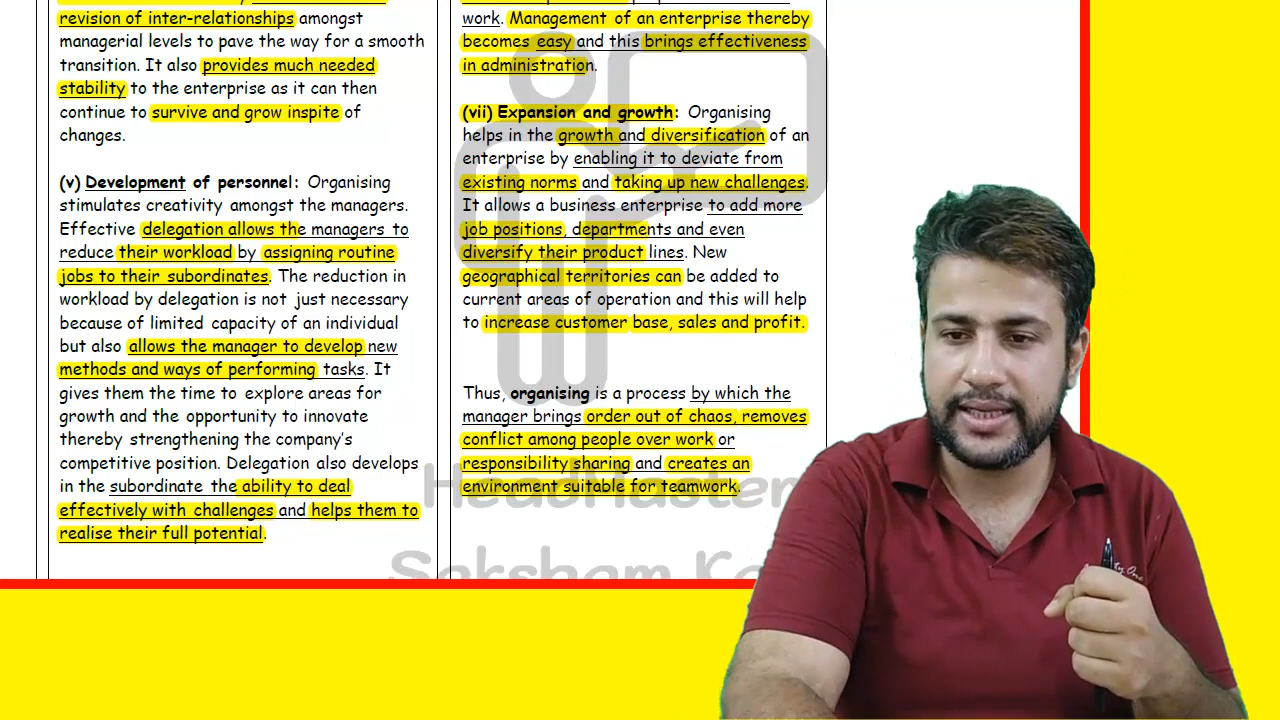 revision of inter-relationships amongst
managerial levels to pave the way for a smooth
transition. It also provides much needed
stability to the enterprise as it can then
continue to survive and grow inspite of
changes.
(v) Development of personnel: Organising
stimulates creativity amongst the managers.
Effective delegation allows the managers to
reduce their workload by assigning routine
jobs to their subordinates. The reduction in
workload by delegation is not just necessary
because of limited capacity of an individual
but also allows the manager to develop new
methods and ways of performing tasks. It
gives them the time to explore areas for
growth and the opportunity to innovate
thereby strengthening the company's
competitive position. Delegation also develops
in the subordinate the ability to deal
effectively with challenges and helps them to
realise their full potential.
work. Management of an enterprise thereby
becomes easy and this brings effectiveness
in administration.
(vii) Expansion and growth: Organising
helps in the growth and diversification of an
enterprise by enabling it to deviate from
existing norms and taking up new challenges.
It allows a business enterprise to add more
job positions, departments and even
diversify their product lines. New
geographical territories can be added to
current areas of operation and this will help
to increase customer base, sales and profit.
Thus, organising is a process by which the
manager brings order out of chaos, removes
conflict among people over work or
responsibility sharing and creates an
environment suitable for teamwork.
HeadMaster
Saksham